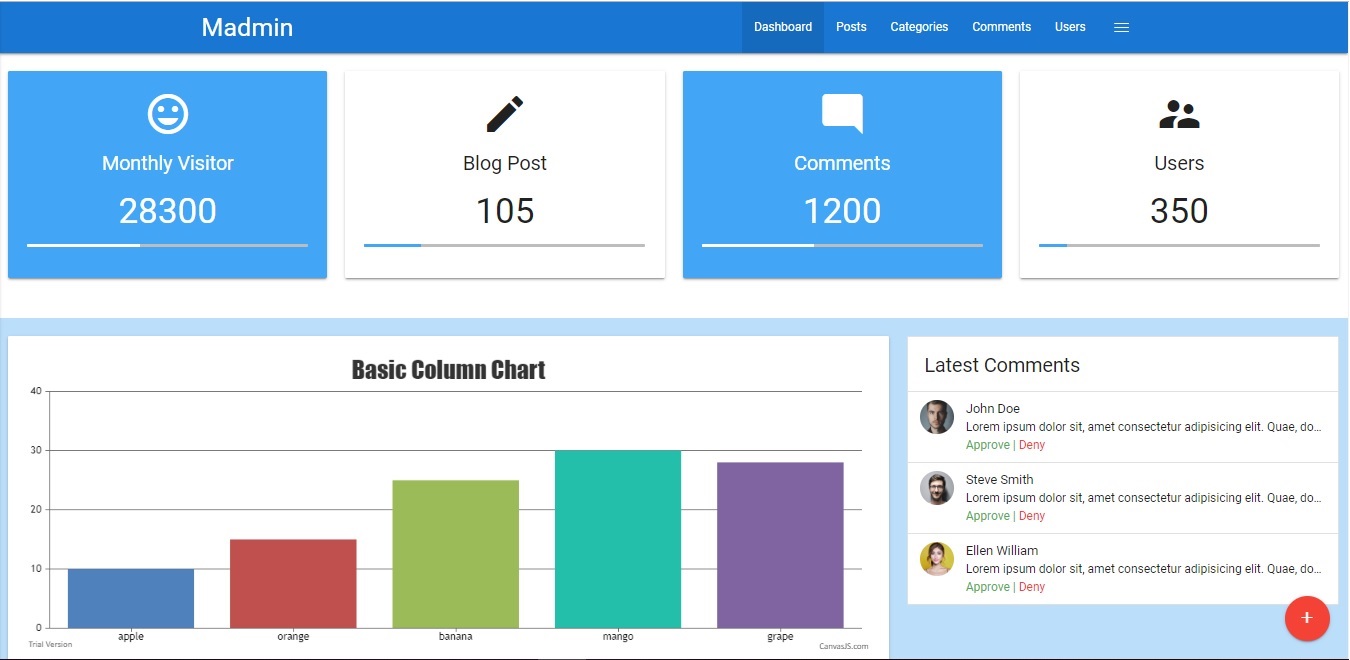 Madmin
Dashboard Posts Categories Comments Users
Monthly Visitor
28300
Blog Post
105
Comments
1200
Users
350
Basic Column Chart
40
30
20
10
0
apple orange banana mango grape
Trial Version
CanvasJS.com
Latest Comments
John Doe
Lorem ipsum dolor sit, amet consectetur adipisicing elit. Quae, do...
Approve | Deny
Steve Smith
Lorem ipsum dolor sit, amet consectetur adipisicing elit. Quae, do...
Approve | Deny
Ellen William
Lorem ipsum dolor sit, amet consectetur adipisicing elit. Quae, do...
Approve | Deny
+